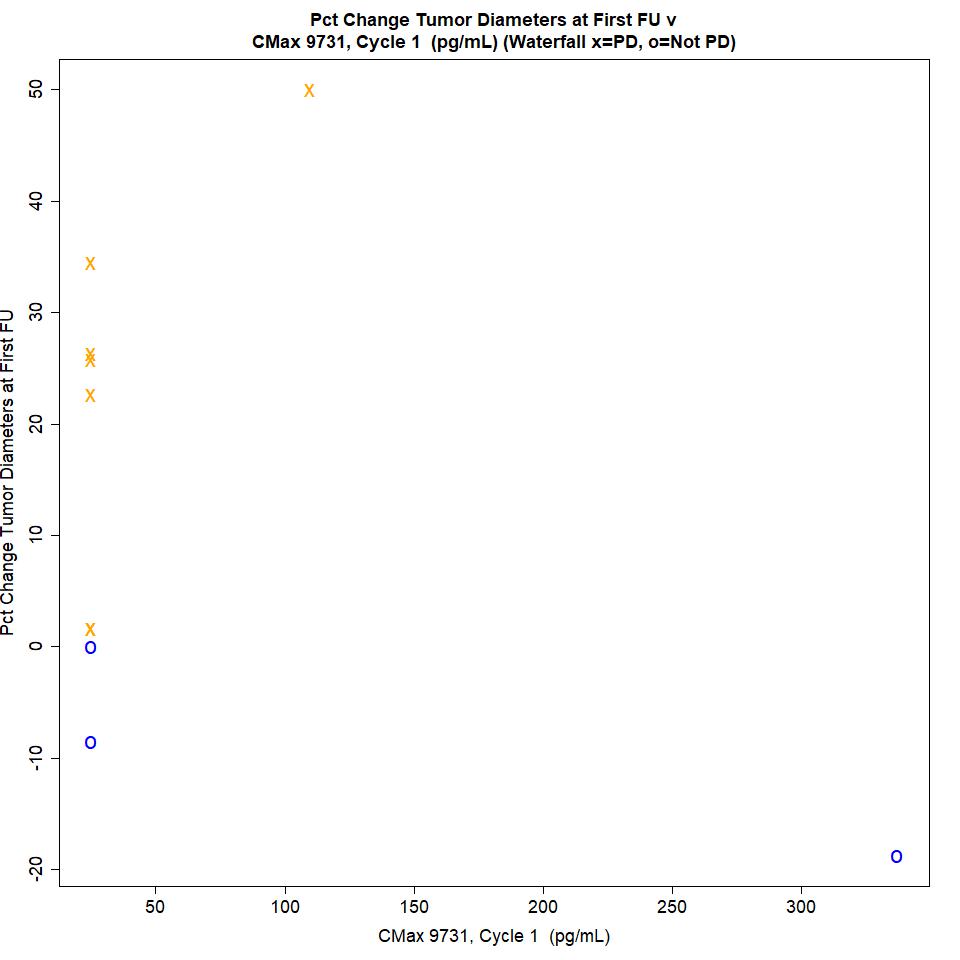 Pct Change Tumor Diameters at First FU v
CMax 9731, Cycle 1  (pg/mL) (Waterfall x=PD, o=Not PD)
Pct Change Tumor Diameters at First FU
50
40
30
20
10
0
-10
-20
X
X
X
X
X
X
O
O
O
50
100
150
200
250
300
CMax 9731, Cycle 1  (pg/mL)